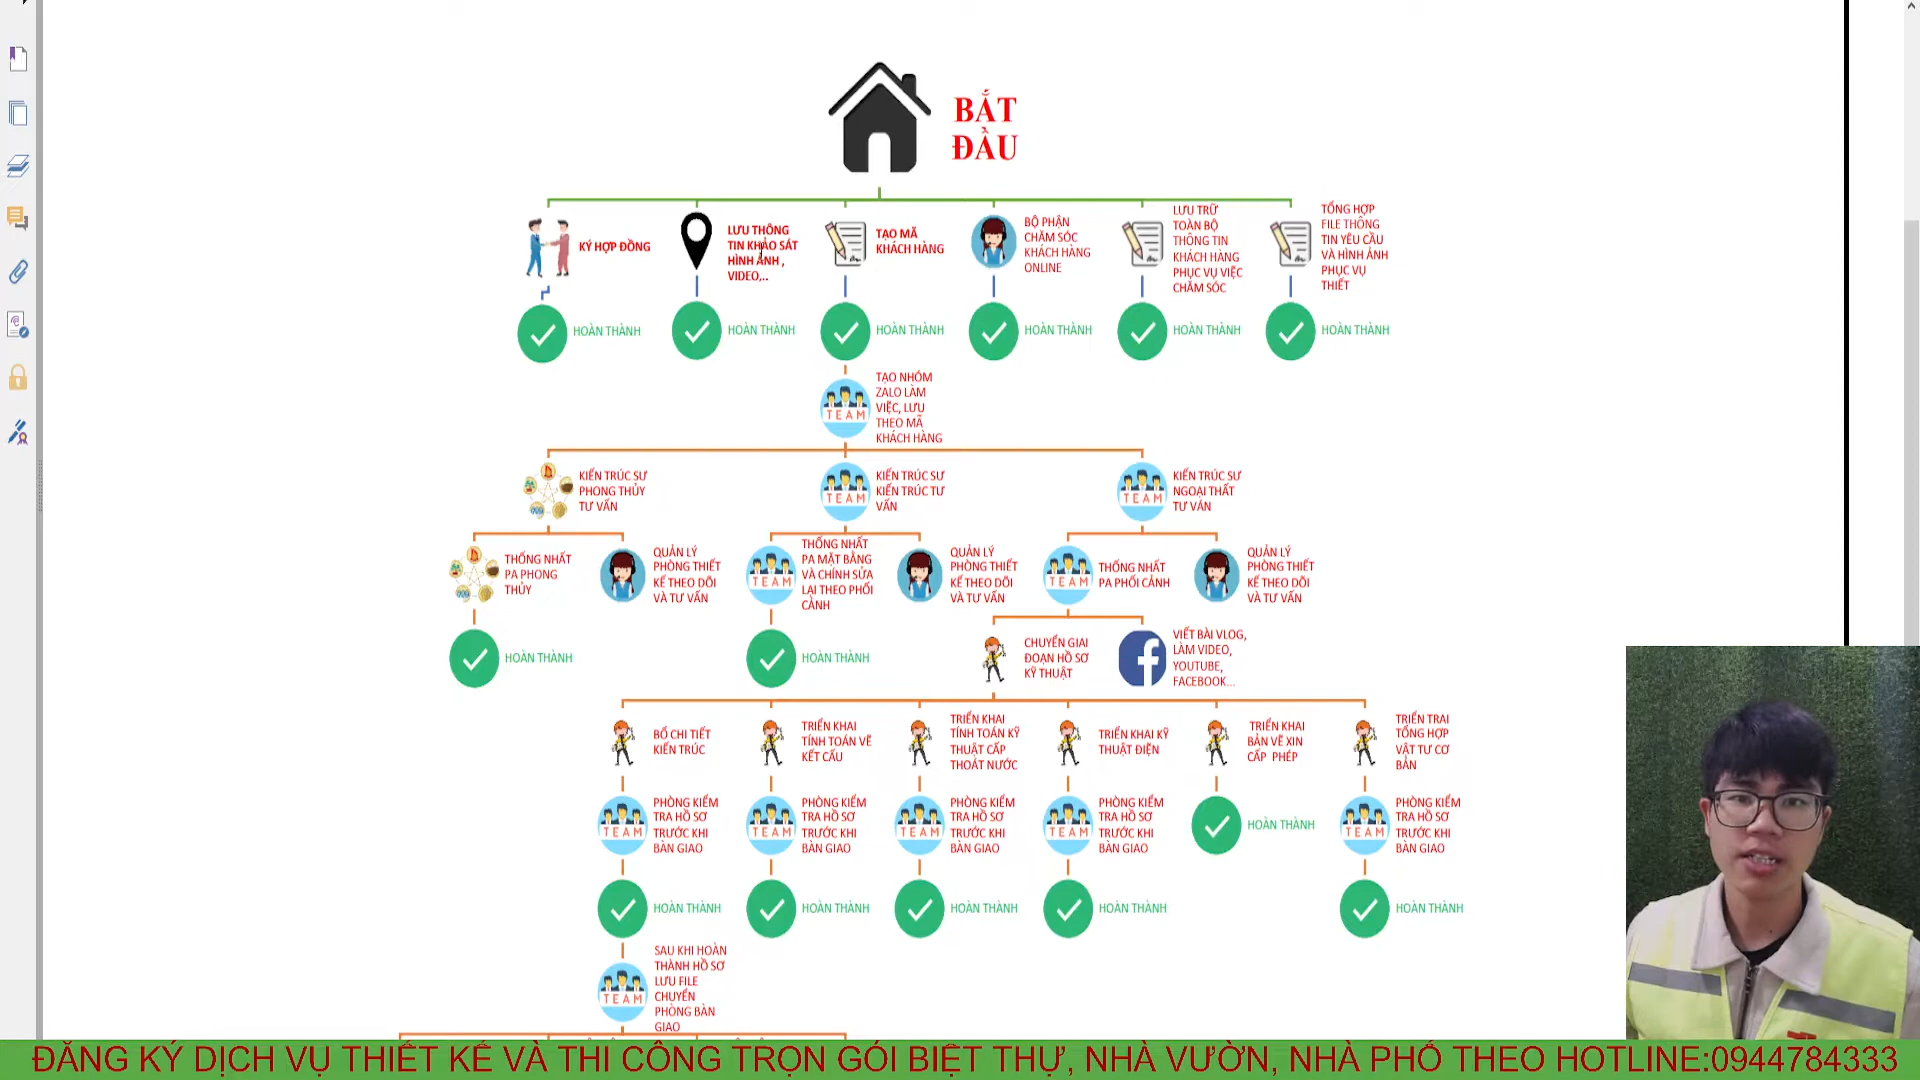 BẮT
ĐẦU
KÝ HỢP ĐỒNG
LƯU THÔNG
TIN KHẢO SÁT
HÌNH ẢNH ,
VIDEO,..
TẠO MÃ
KHÁCH HÀNG
BỘ PHẬN
CHĂM SÓC
KHÁCH HÀNG
ONLINE
LƯU TRỮ
TOÀN BỘ
THÔNG TIN
KHÁCH HÀNG
PHỤC VỤ VIỆC
CHĂM SÓC
TỔNG HỢP
FILE THÔNG
TIN YÊU CẦU
VÀ HÌNH ẢNH
PHỤC VỤ
THIẾT
HOÀN THÀNH
HOÀN THÀNH
HOÀN THÀNH
HOÀN THÀNH
HOÀN THÀNH
HOÀN THÀNH
TEAM
TẠO NHÓM
ZALO LÀM
VIỆC, LƯU
THEO MÃ
KHÁCH HÀNG
KIẾN TRÚC SƯ
PHONG THỦY
TƯ VẤN
TEAM
KIẾN TRÚC SƯ
KIẾN TRÚC TƯ
VẤN
TEAM
KIẾN TRÚC SƯ
NGOẠI THẤT
TƯ VẤN
THỐNG NHẤT
PA PHONG
THỦY
QUẢN LÝ
PHÒNG THIẾT
KẾ THEO DÕI
VÀ TƯ VẤN
TEAM
THỐNG NHẤT
PA MẶT BẰNG
VÀ CHỈNH SỬA
LẠI THEO PHỐI
CẢNH
QUẢN LÝ
PHÒNG THIẾT
KẾ THEO DÕI
VÀ TƯ VẤN
TEAM
THỐNG NHẤT
PA PHỐI CẢNH
QUẢN LÝ
PHÒNG THIẾT
KẾ THEO DÕI
VÀ TƯ VẤN
HOÀN THÀNH
HOÀN THÀNH
CHUYỂN GIAI
ĐOẠN HỒ SƠ
KỸ THUẬT
VIẾT BÀI VLOG,
LÀM VIDEO,
YOUTUBE,
FACEBOOK...
BỔ CHI TIẾT
KIẾN TRÚC
TRIỂN KHAI
TÍNH TOÁN VẼ
KẾT CẤU
TRIỂN KHAI
TÍNH TOÁN KỸ
THUẬT CẤP
THOÁT NƯỚC
TRIỂN KHAI KỸ
THUẬT ĐIỆN
TRIỂN KHAI
BẢN VẼ XIN
CẤP PHÉP
TRIỂN TRAI
TỔNG HỢP
VẬT TƯ CƠ
BẢN
TEAM
PHÒNG KIỂM
TRA HỒ SƠ
TRƯỚC KHI
BÀN GIAO
TEAM
PHÒNG KIỂM
TRA HỒ SƠ
TRƯỚC KHI
BÀN GIAO
TEAM
PHÒNG KIỂM
TRA HỒ SƠ
TRƯỚC KHI
BÀN GIAO
TEAM
PHÒNG KIỂM
TRA HỒ SƠ
TRƯỚC KHI
BÀN GIAO
HOÀN THÀNH
TEAM
PHÒNG KIỂM
TRA HỒ SƠ
TRƯỚC KHI
BÀN GIAO
HOÀN THÀNH
HOÀN THÀNH
HOÀN THÀNH
HOÀN THÀNH
HOÀN THÀNH
TEAM
SAU KHI HOÀN
THÀNH HỒ SƠ
LƯU FILE
CHUYỂN
PHÒNG BÀN
GIAO
ĐĂNG KÝ DỊCH VỤ THIẾT KẾ VÀ THI CÔNG TRỌN GÓI BIỆT THỰ, NHÀ VƯỜN, NHÀ PHỐ THEO HOTLINE:0944784333